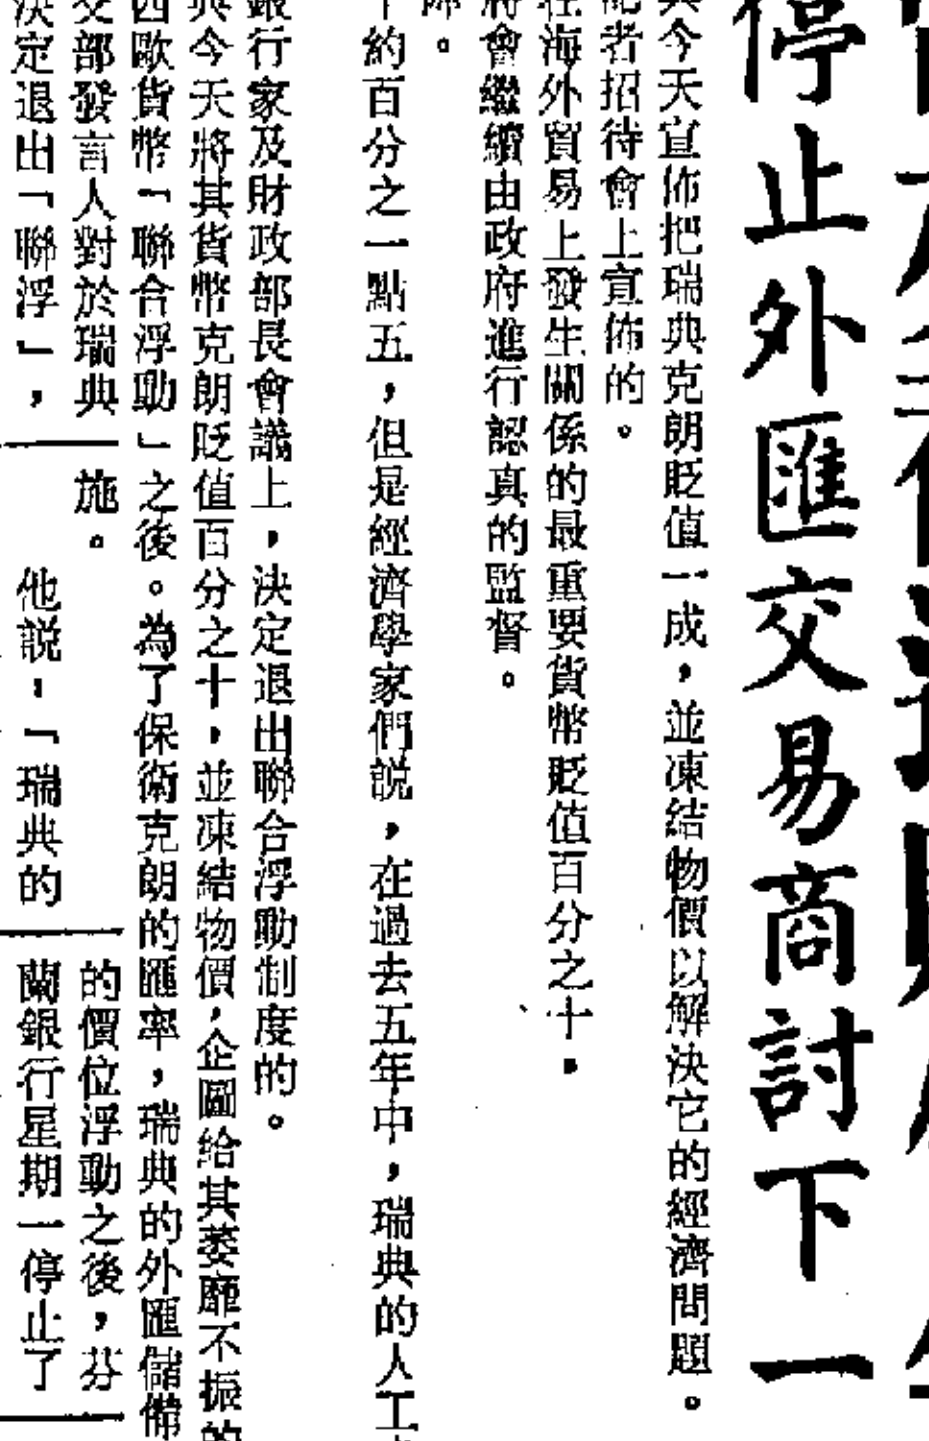 停止外匯交易商討下一
今天宣佈把瑞典克朗貶值一成，並凍結物價以解決它的經濟問題。
者招待會上宣佈的。
在海外貿易上發生關係的最重要貨幣貶值百分之十，
將會繼續由政府進行認真的監督。
。
約百分之一點五，但是經濟學家們說，在過去五年中，瑞典的人工
銀行家及財政部長會議上，決定退出聯合浮動制度的。
典今天將其貨幣克朗貶值百分之十，並凍結物價，企圖給其萎靡不振的
四歐貨幣「聯合浮動」之後。為了保衛克朗的匯率，瑞典的外匯儲備
交部發言人對於瑞典
決定退出「聯浮」，
施。
他說：「瑞典的
的價位浮動之後，芬
蘭銀行星期一停止了